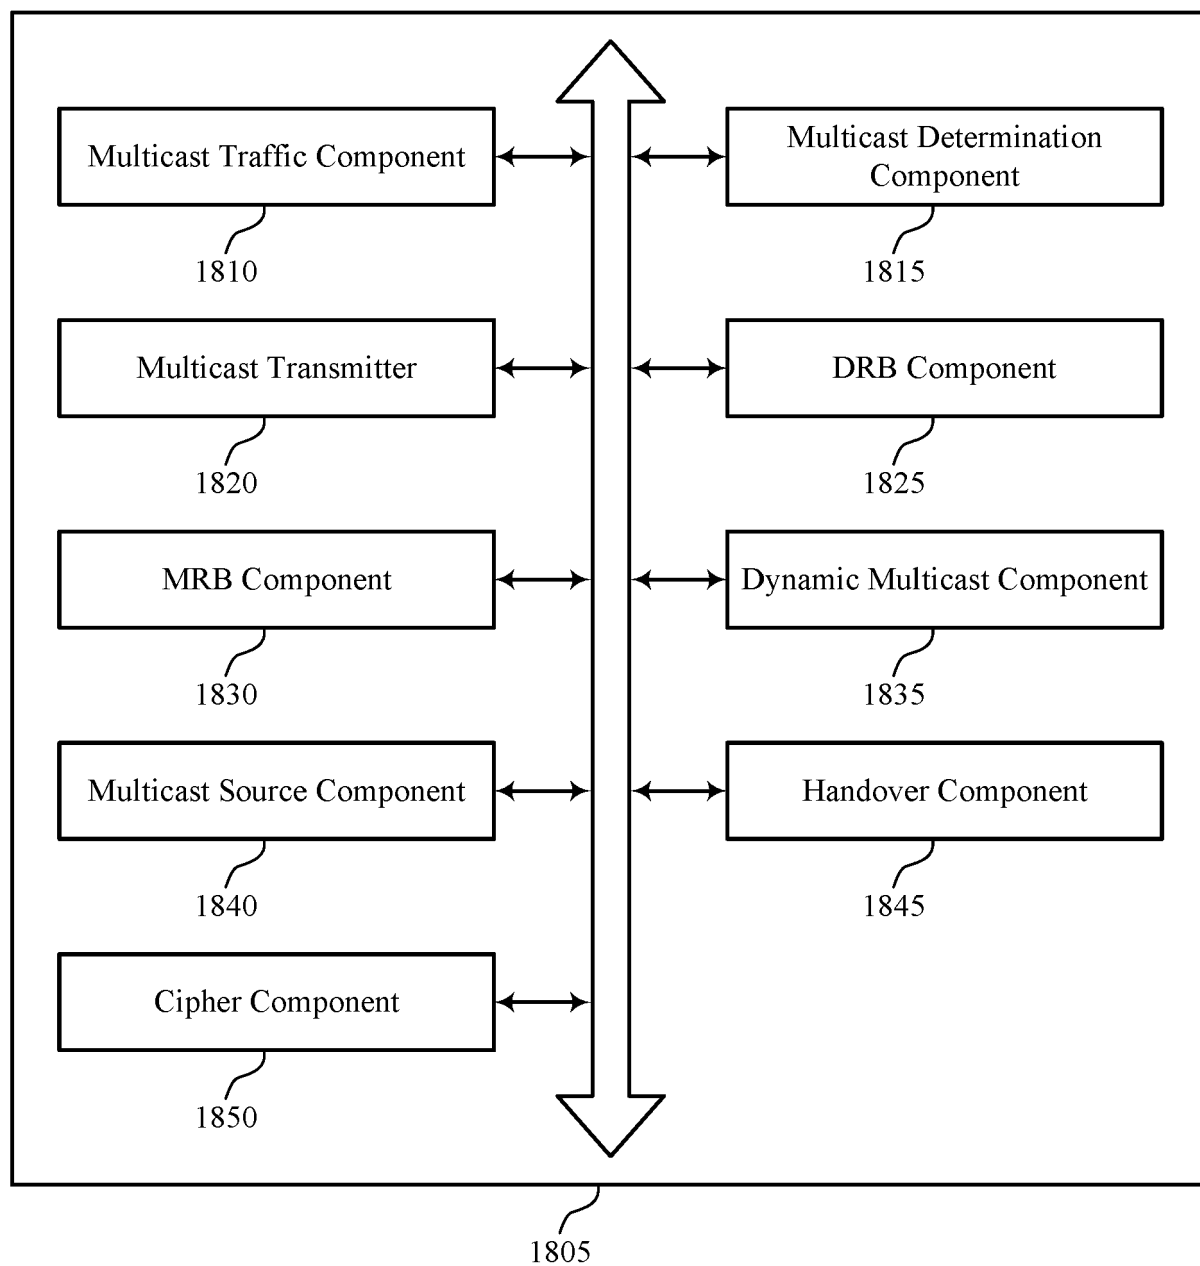 Multicast Traffic Component
1810
Multicast Determination
Component
1815
Multicast Transmitter
1820
DRB Component
1825
MRB Component
1830
Dynamic Multicast Component
1835
Multicast Source Component
1840
Handover Component
1845
Cipher Component
1850
1805